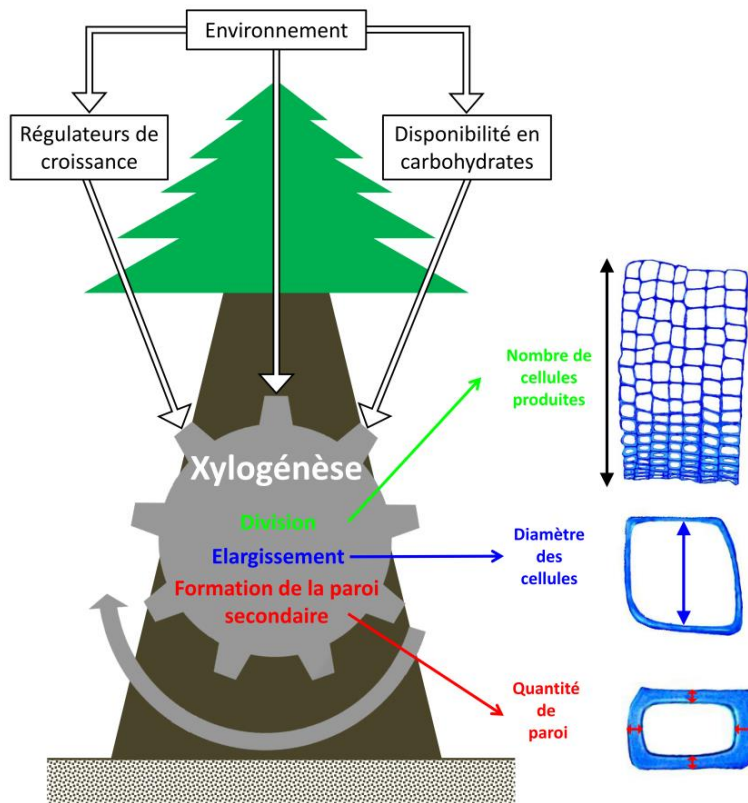 Environnement
Régulateurs de
croissance
Disponibilité en
carbohydrates
Nombre de
cellules
produites
Xylogénèse
Division
Elargissement
Formation de la paroi
secondaire
Diamètre
des
cellules
Quantité
de
paroi